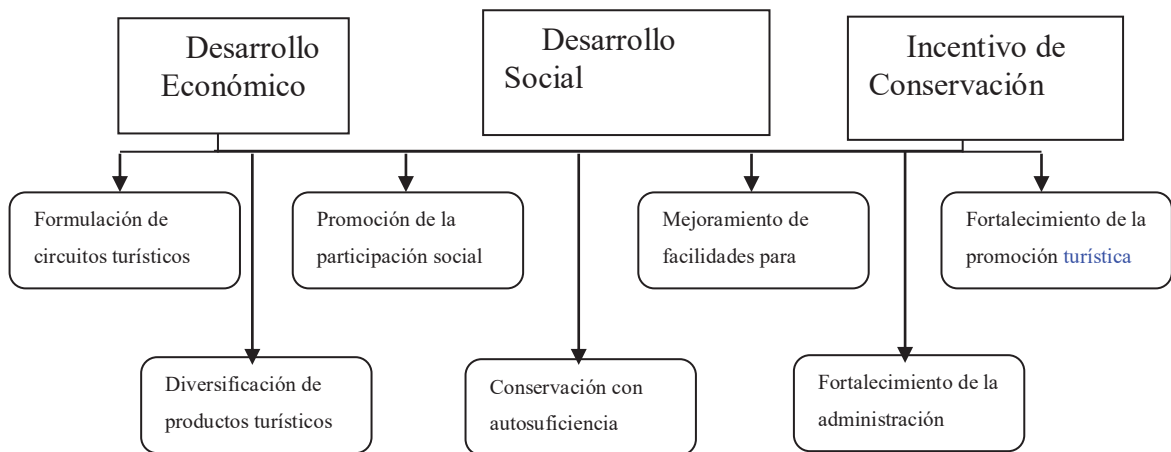 Desarrollo
Económico
Desarrollo
Social
Incentivo de
Conservación
Formulación de
circuitos turísticos
Promoción de la
participación social
Mejoramiento de
facilidades para
Fortalecimiento de la
promoción turística
Diversificación de
productos turísticos
Conservación con
autosuficiencia
Fortalecimiento de la
administración